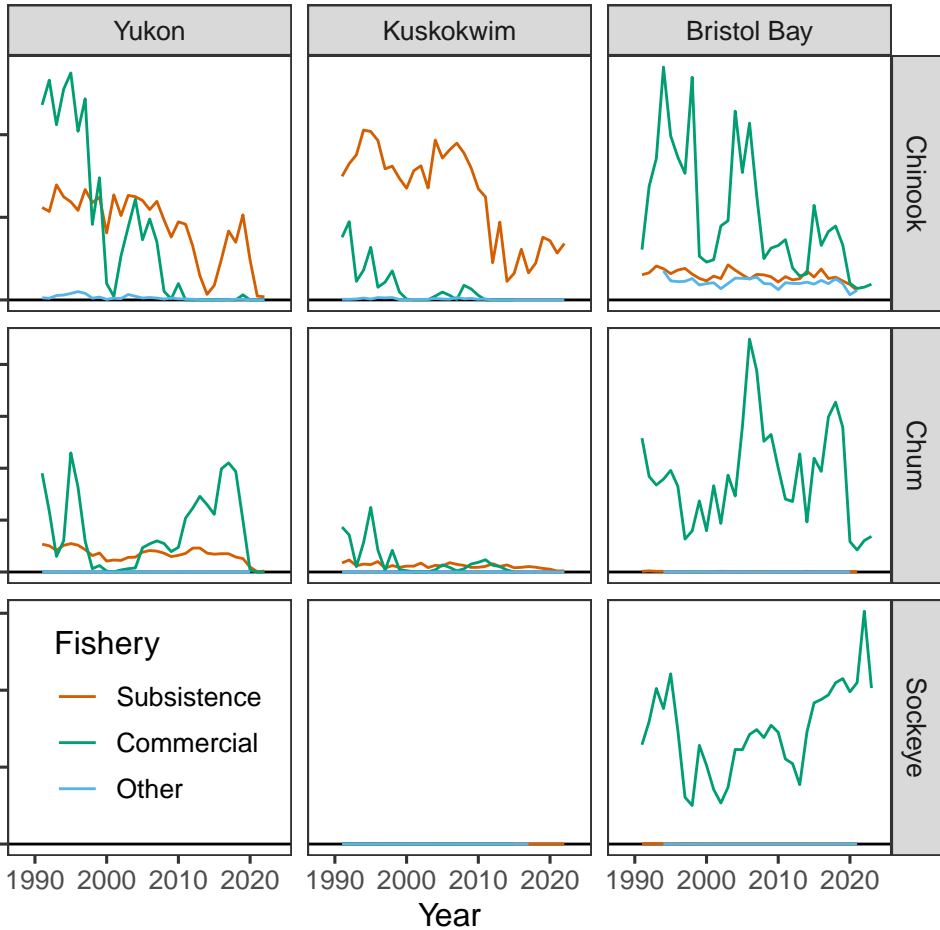 Yukon Kuskokwim Bristol Bay
Chinook
Chum
Sockeye
Fishery
Subsistence
Commercial
Other
1990 2000 2010 2020 1990 2000 2010 2020 1990 2000 2010 2020
Year